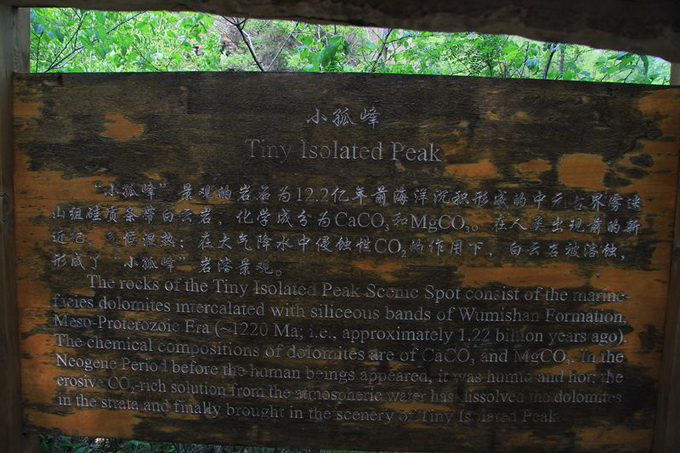 小孤峰
Tiny Isolated Peak
“小孤峰”景观的岩石为12.2亿年前海洋沉积形成的中元古界雾迷
山组硅质条带白云岩，化学成分为CaCO₃和MgCO₃。在人类出现前的新
近纪，气候湿热；在大气降水中侵蚀性CO₂的作用下，白云岩被溶蚀，
形成了“小孤峰”岩溶景观。
The rocks of the Tiny Isolated Peak Scenic Spot consist of the marine-
facies dolomites intercalated with siliceous bands of Wumishan Formation,
Meso-Proterozoic Era (~1220 Ma; i.e., approximately 1.22 billion years ago).
The chemical compositions of dolomites are of CaCO₃ and MgCO₃. In the
Neogene Period before the human beings appeared, it was humid and hot: the
erosive CO₂-rich solution from the atmospheric water has dissolved the dolomites
in the strata and finally brought in the scenery of Tiny Isolated Peak.